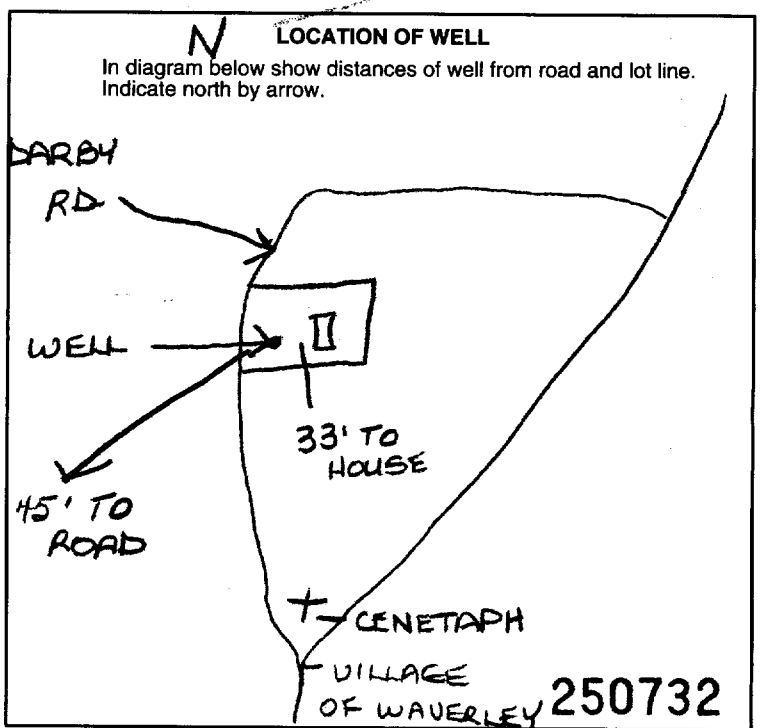 N
LOCATION OF WELL
In diagram below show distances of well from road and lot line.
Indicate north by arrow.
DARBY
RD
WELL
33' TO
HOUSE
45' TO
ROAD
CENETAPH
VILLAGE
OF WAVERLEY
250732